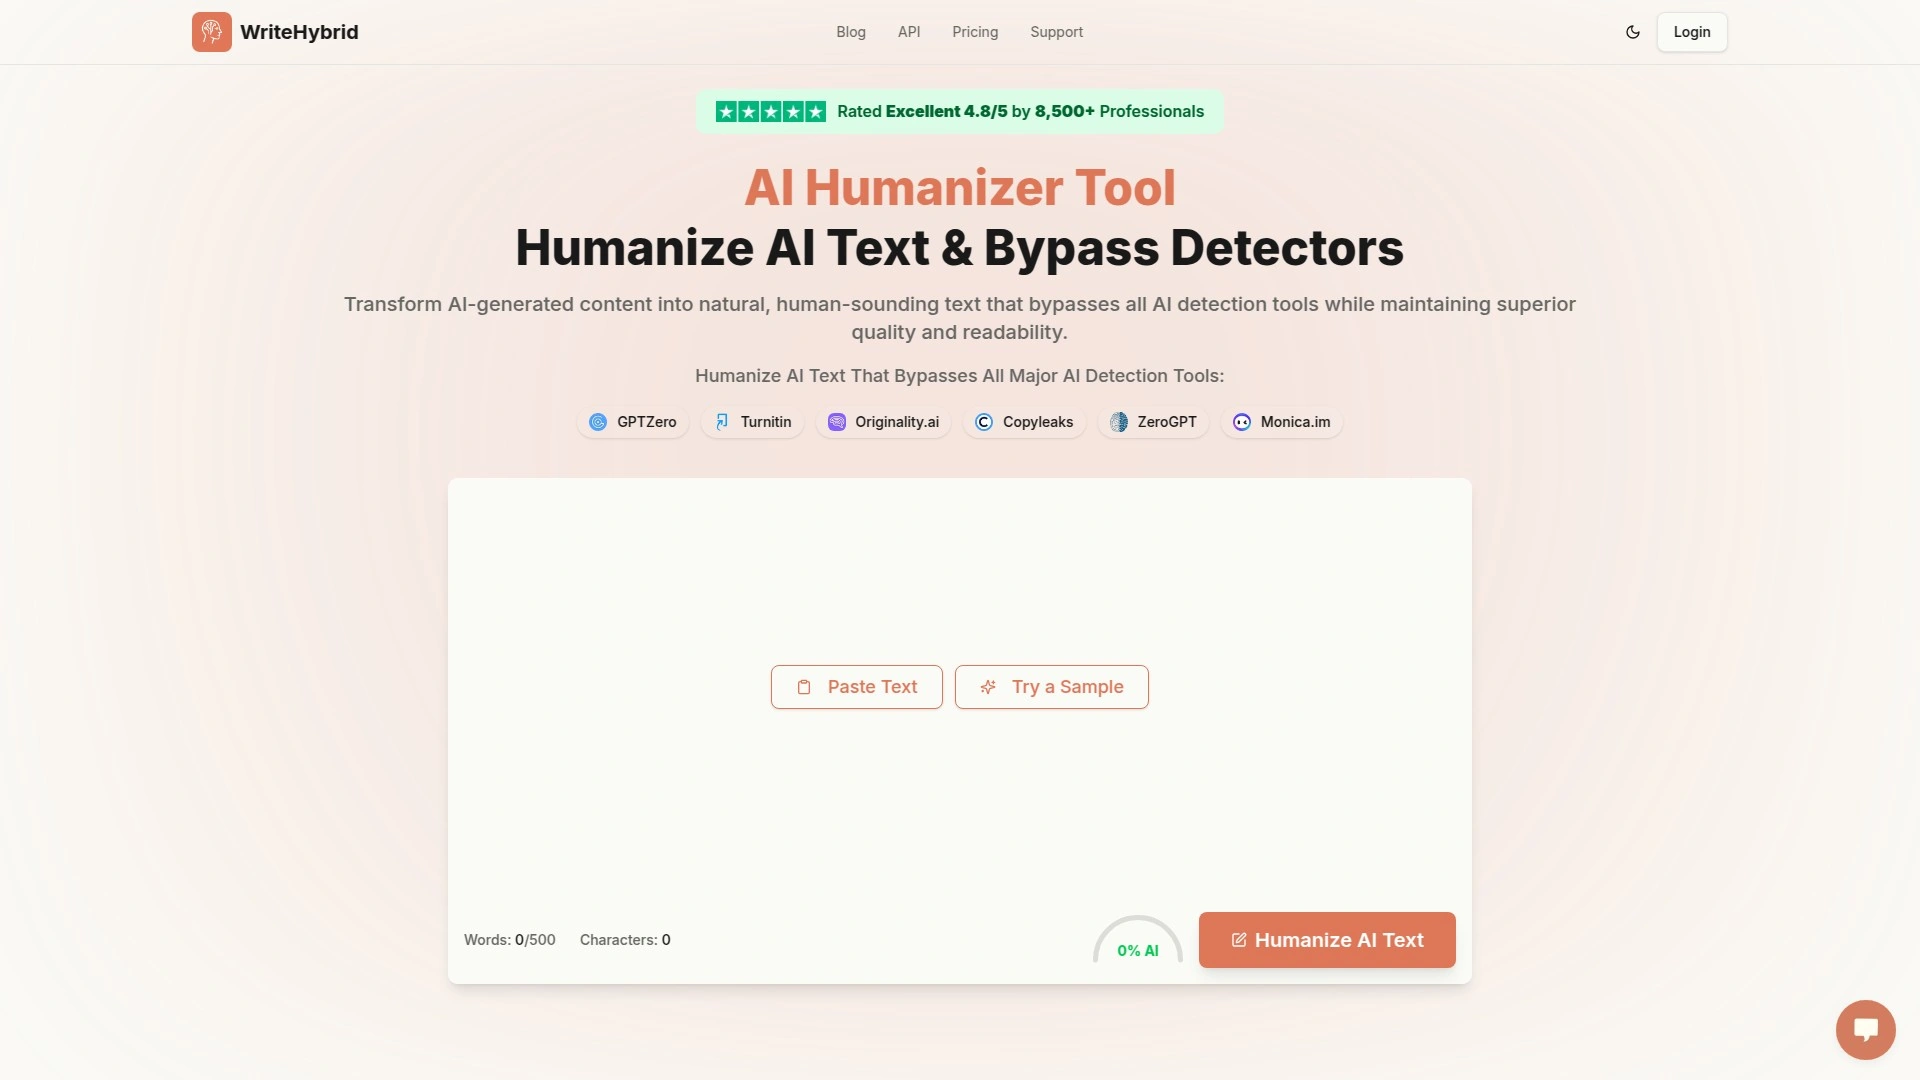 WriteHybrid
Blog API Pricing Support
Login
Rated Excellent 4.8/5 by 8,500+ Professionals
AI Humanizer Tool
Humanize AI Text & Bypass Detectors
Transform AI-generated content into natural, human-sounding text that bypasses all AI detection tools while maintaining superior
quality and readability.
Humanize AI Text That Bypasses All Major AI Detection Tools:
GPTZero Turnitin Originality.ai Copyleaks ZeroGPT Monica.im
Paste Text Try a Sample
Words: 0/500 Characters: 0
0% AI
Humanize AI Text